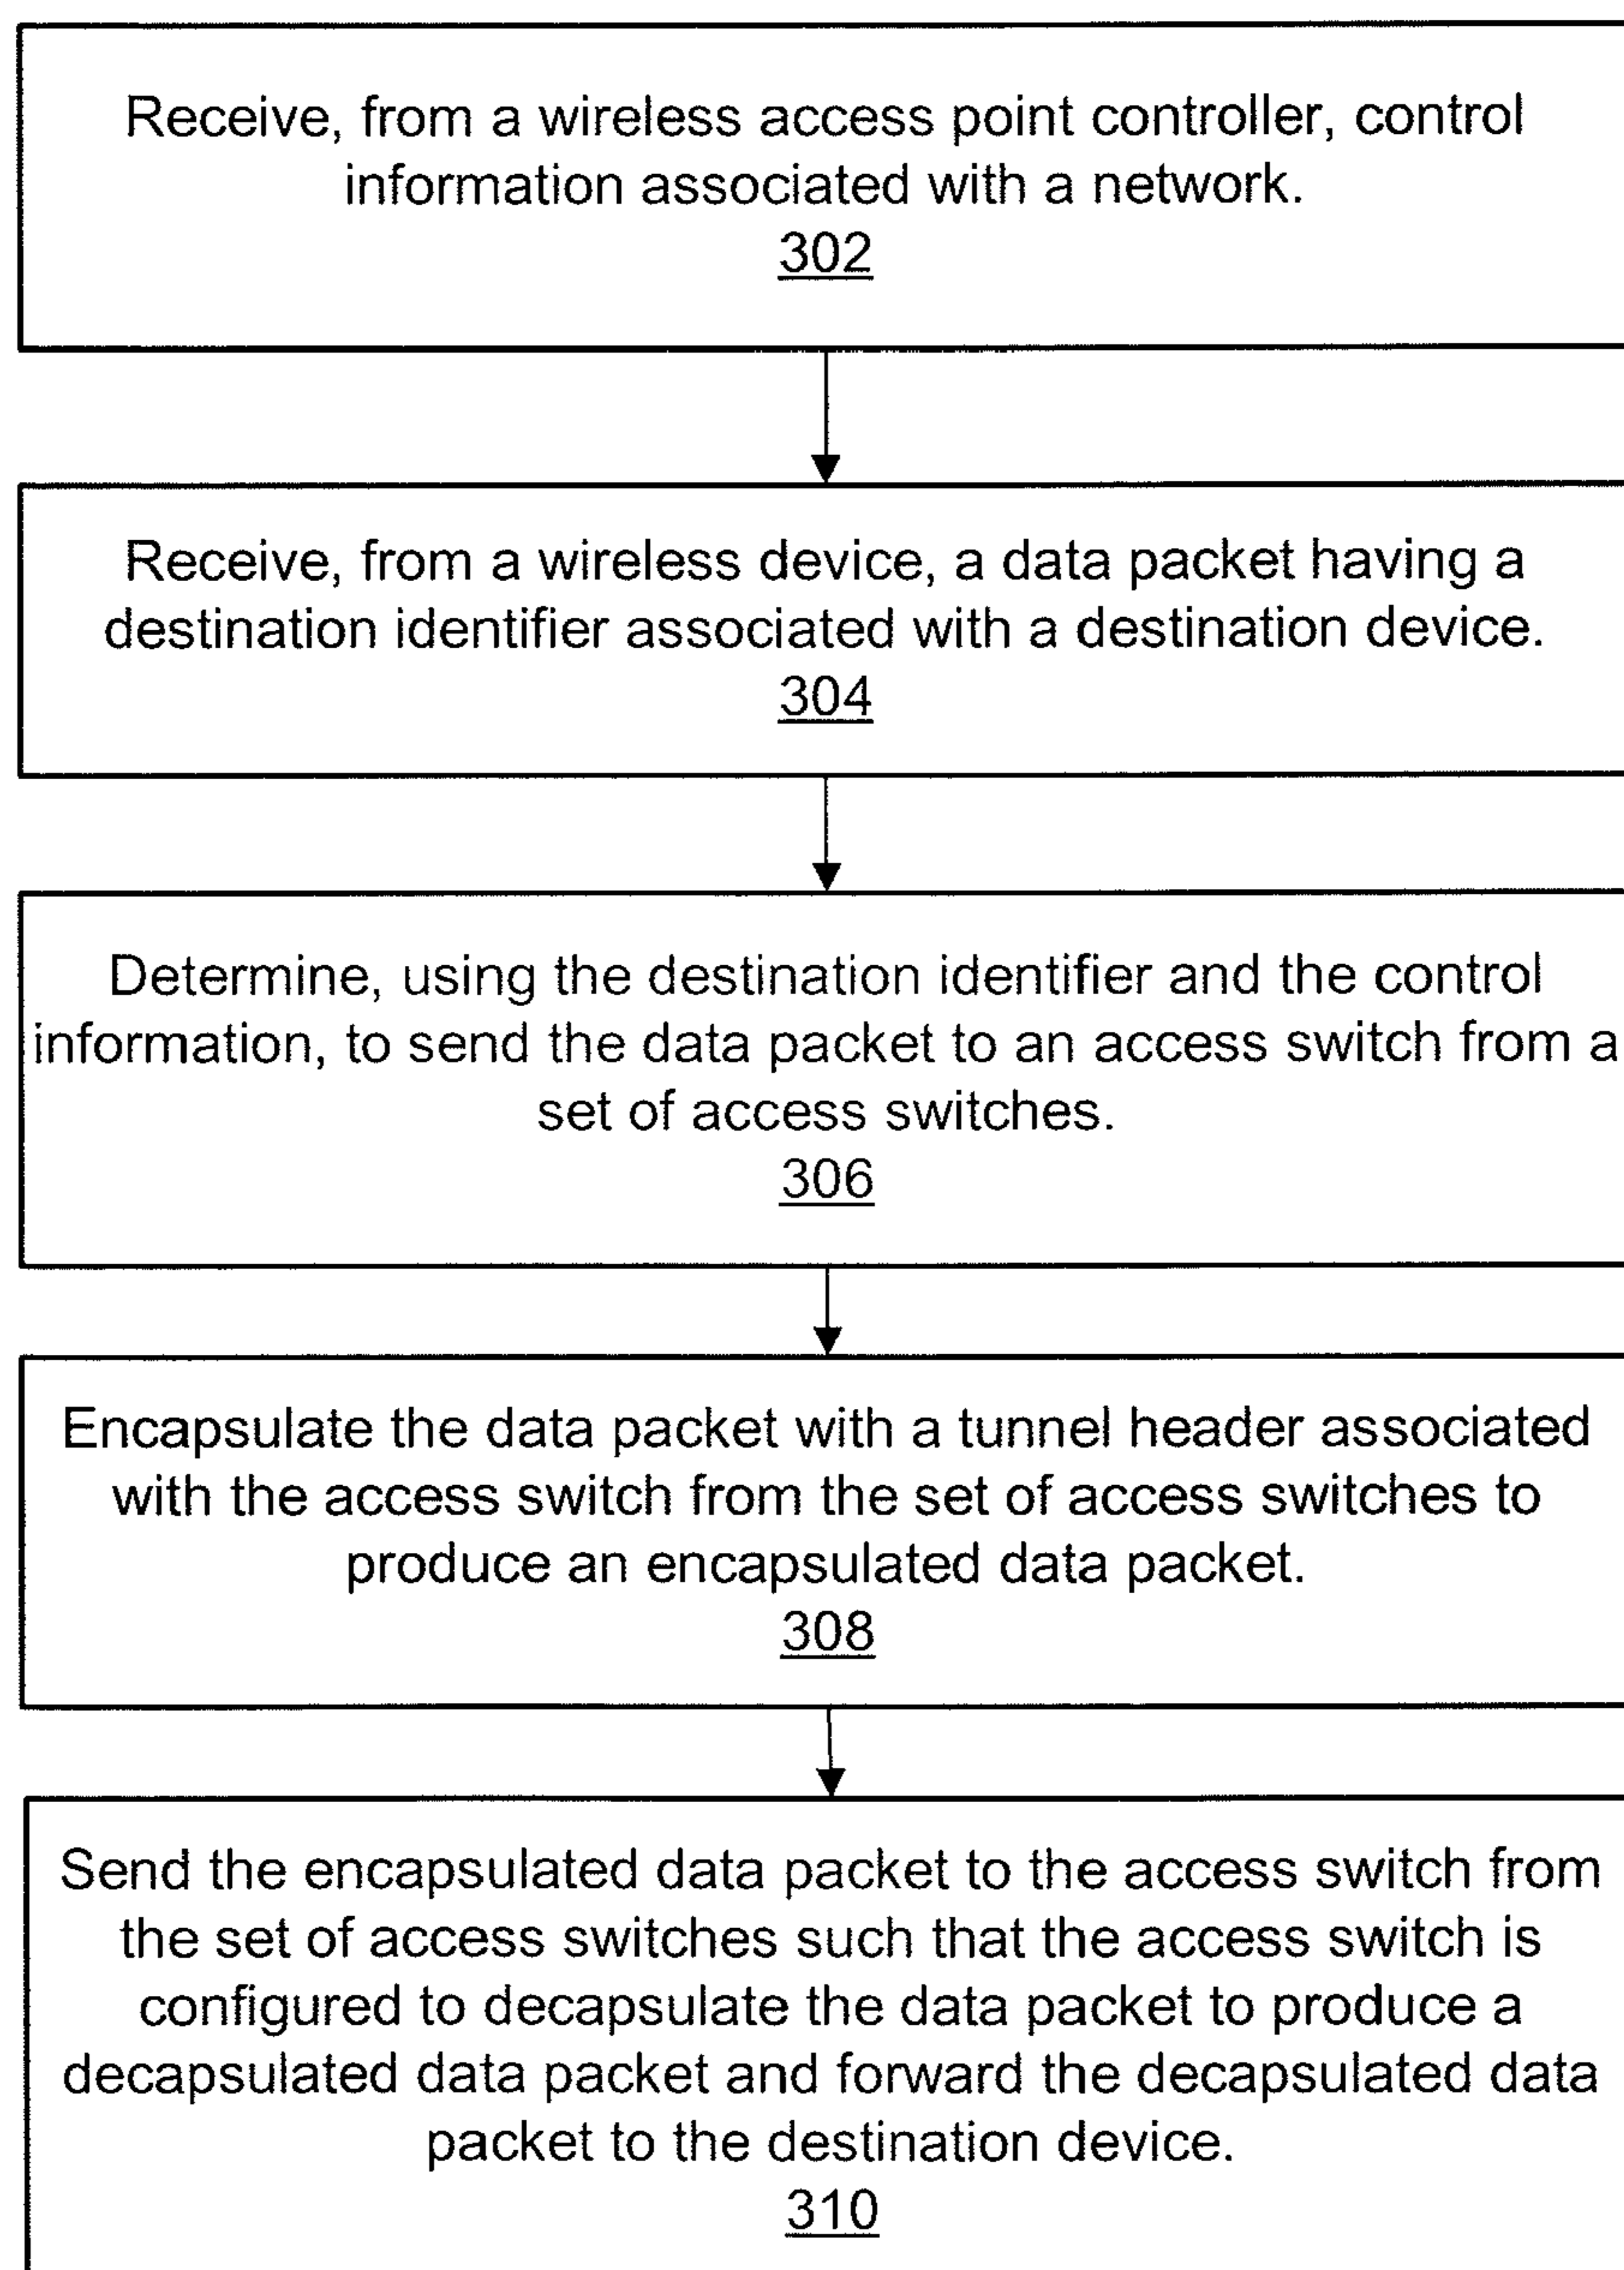 Receive, from a wireless access point controller, control
information associated with a network.
302
Receive, from a wireless device, a data packet having a
destination identifier associated with a destination device.
304
Determine, using the destination identifier and the control
information, to send the data packet to an access switch from a
set of access switches.
306
Encapsulate the data packet with a tunnel header associated
with the access switch from the set of access switches to
produce an encapsulated data packet.
308
Send the encapsulated data packet to the access switch from
the set of access switches such that the access switch is
configured to decapsulate the data packet to produce a
decapsulated data packet and forward the decapsulated data
packet to the destination device.
310